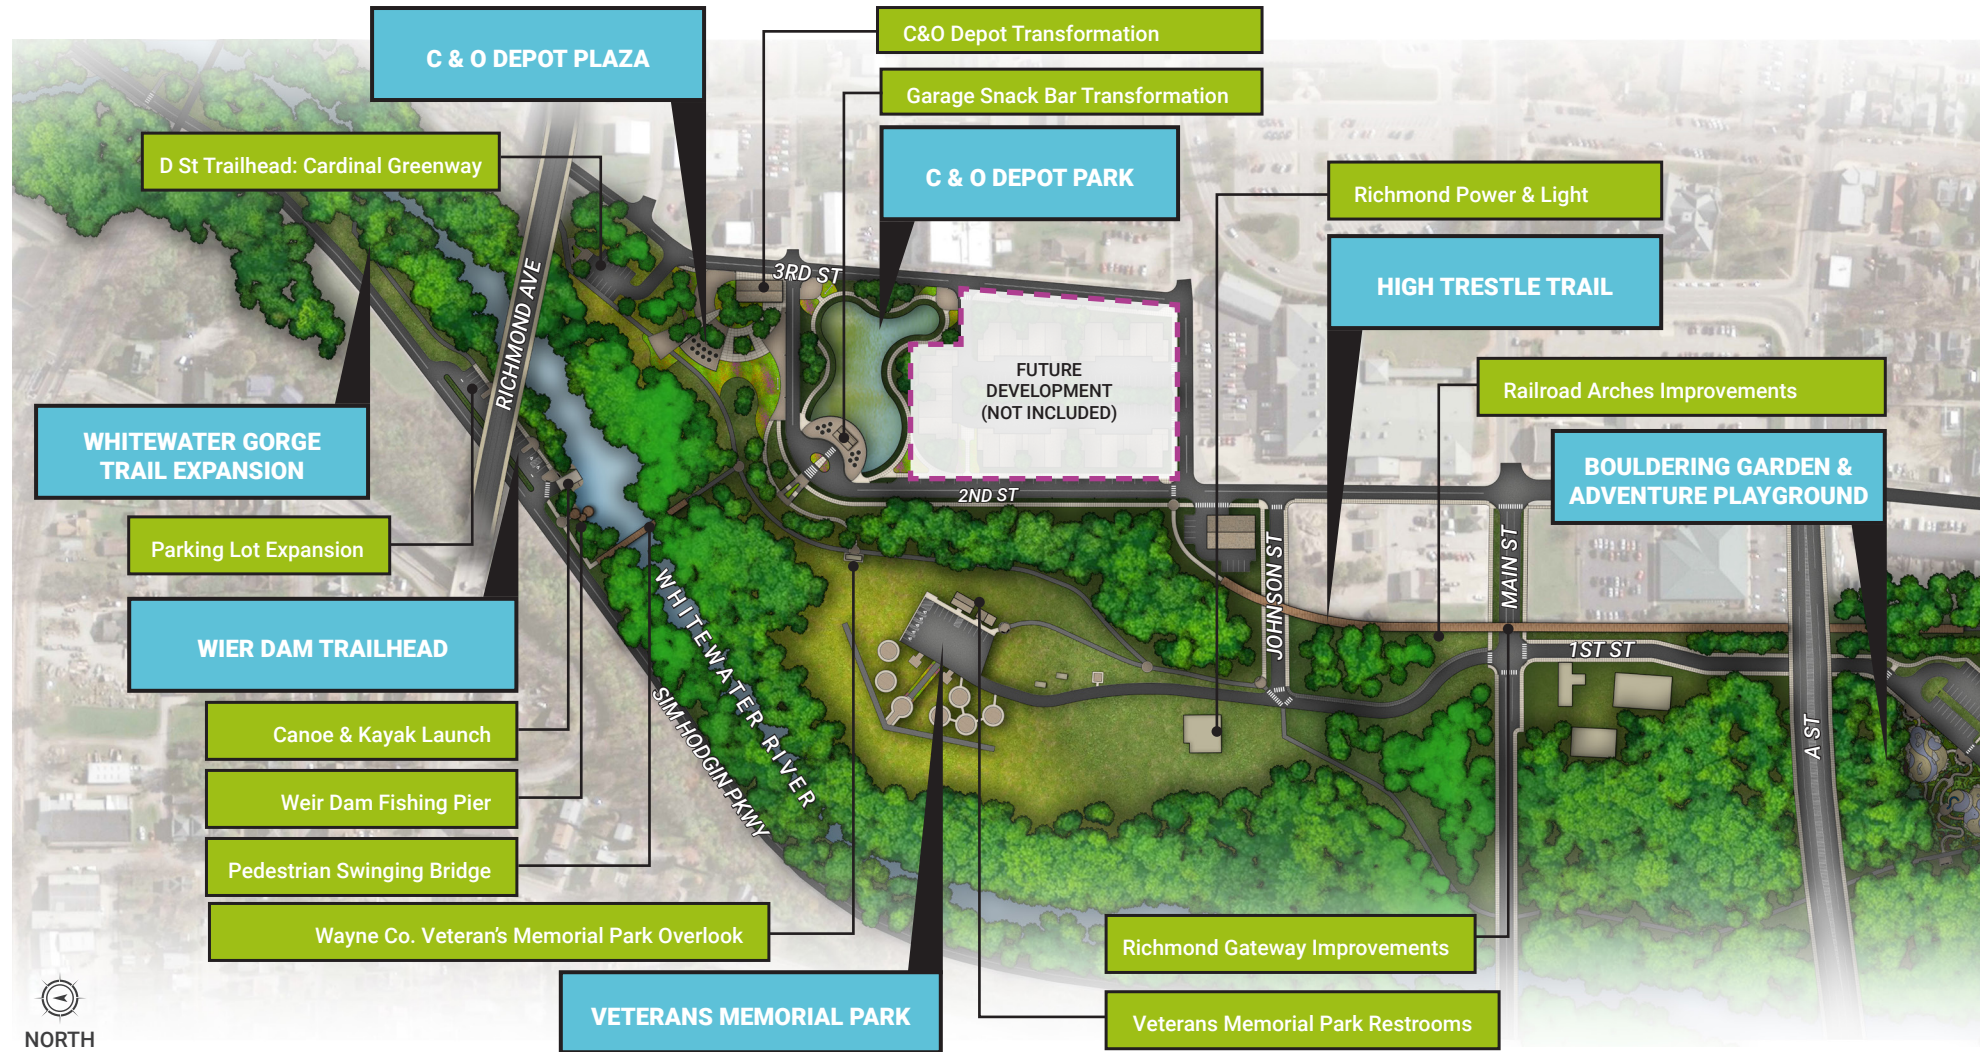 C & O DEPOT PLAZA
C&O Depot Transformation
Garage Snack Bar Transformation
D St Trailhead: Cardinal Greenway
C & O DEPOT PARK
Richmond Power & Light
HIGH TRESTLE TRAIL
3RD ST
RICHMOND AVE
FUTURE
DEVELOPMENT
(NOT INCLUDED)
Railroad Arches Improvements
WHITEWATER GORGE
TRAIL EXPANSION
BOULDERING GARDEN &
ADVENTURE PLAYGROUND
2ND ST
Parking Lot Expansion
JOHNSON ST
MAIN ST
WIER DAM TRAILHEAD
WHITEWATER RIVER
1ST ST
SIM HODGIN PKWY
A ST
Canoe & Kayak Launch
Weir Dam Fishing Pier
Pedestrian Swinging Bridge
Wayne Co. Veteran's Memorial Park Overlook
Richmond Gateway Improvements
VETERANS MEMORIAL PARK
Veterans Memorial Park Restrooms
NORTH